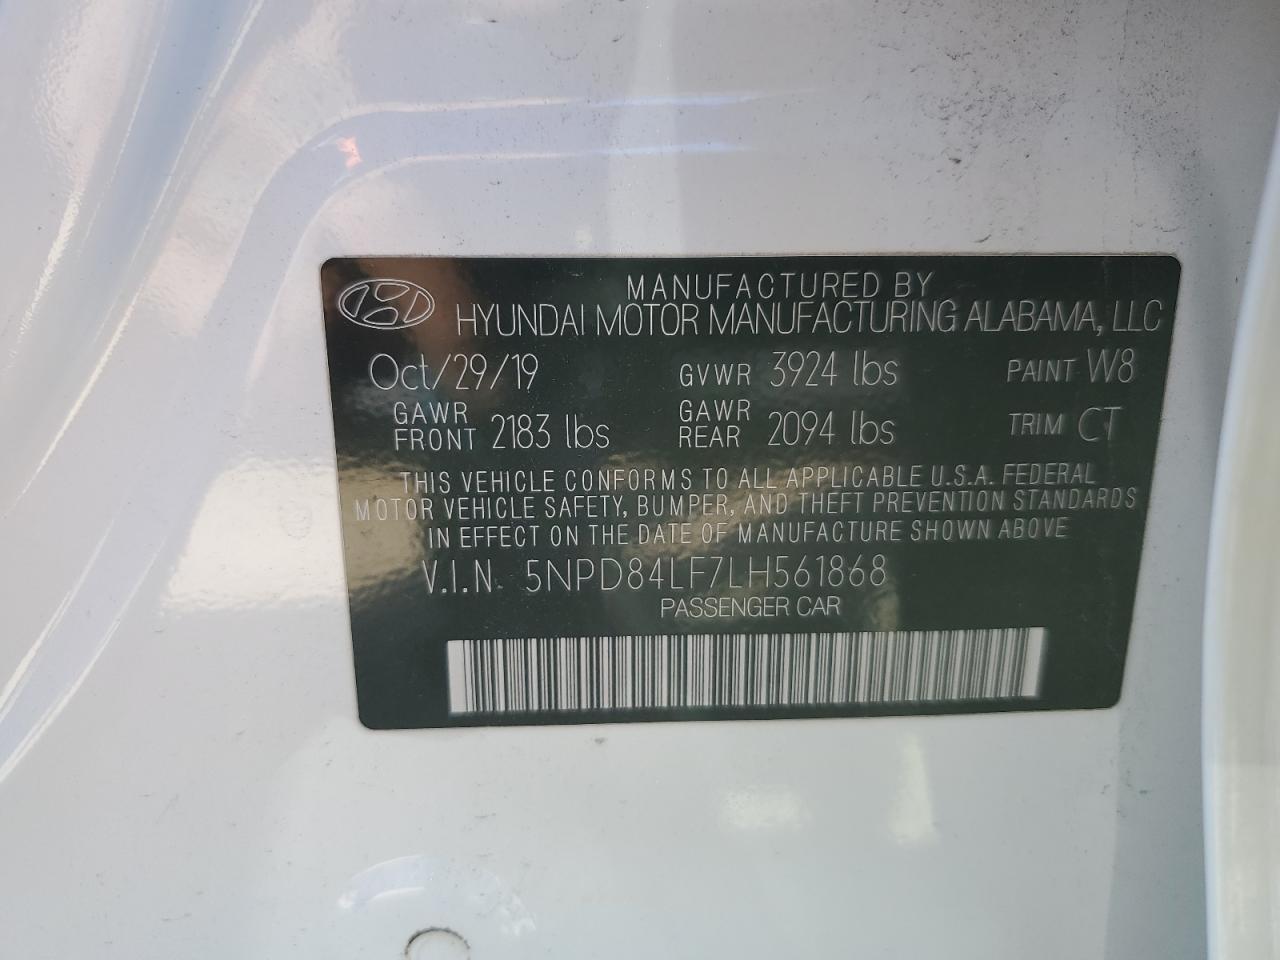 MANUFACTURED BY
HYUNDAI MOTOR MANUFACTURING ALABAMA, LLC
Oct/29/19 GVWR 3924 lbs PAINT W8
GAWR FRONT 2183 lbs GAWR REAR 2094 lbs TRIM CT
THIS VEHICLE CONFORMS TO ALL APPLICABLE U.S.A. FEDERAL
MOTOR VEHICLE SAFETY, BUMPER, AND THEFT PREVENTION STANDARDS
IN EFFECT ON THE DATE OF MANUFACTURE SHOWN ABOVE
V.I.N. 5NPD84LF7LH561868
PASSENGER CAR